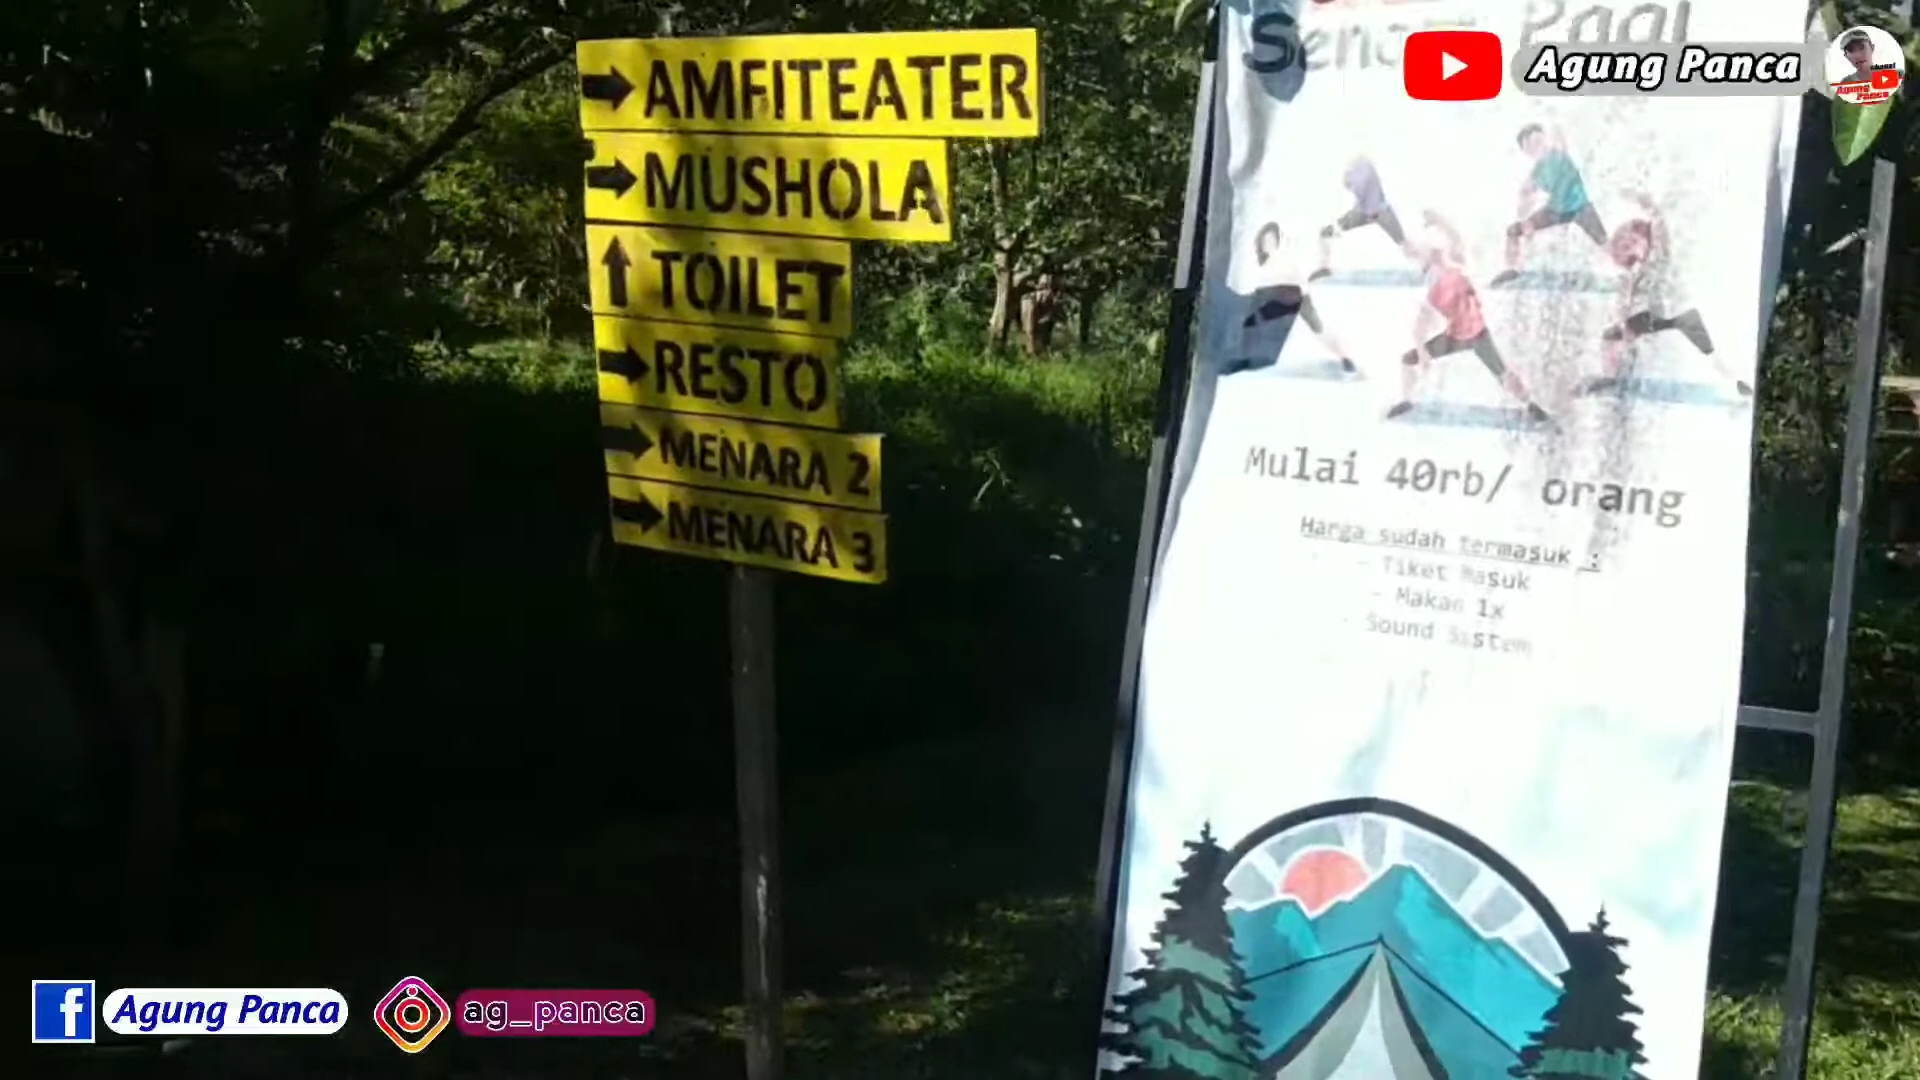 AMFITEATER
MUSHOLA
TOILET
RESTO
MENARA 2
MENARA 3
Pagi
Mulai 40rb/ orang
Harga sudah termasuk :
- Tiket Masuk
- Makan 1x
- Sound Sistem
Agung Panca
Agung Panca
ag_panca